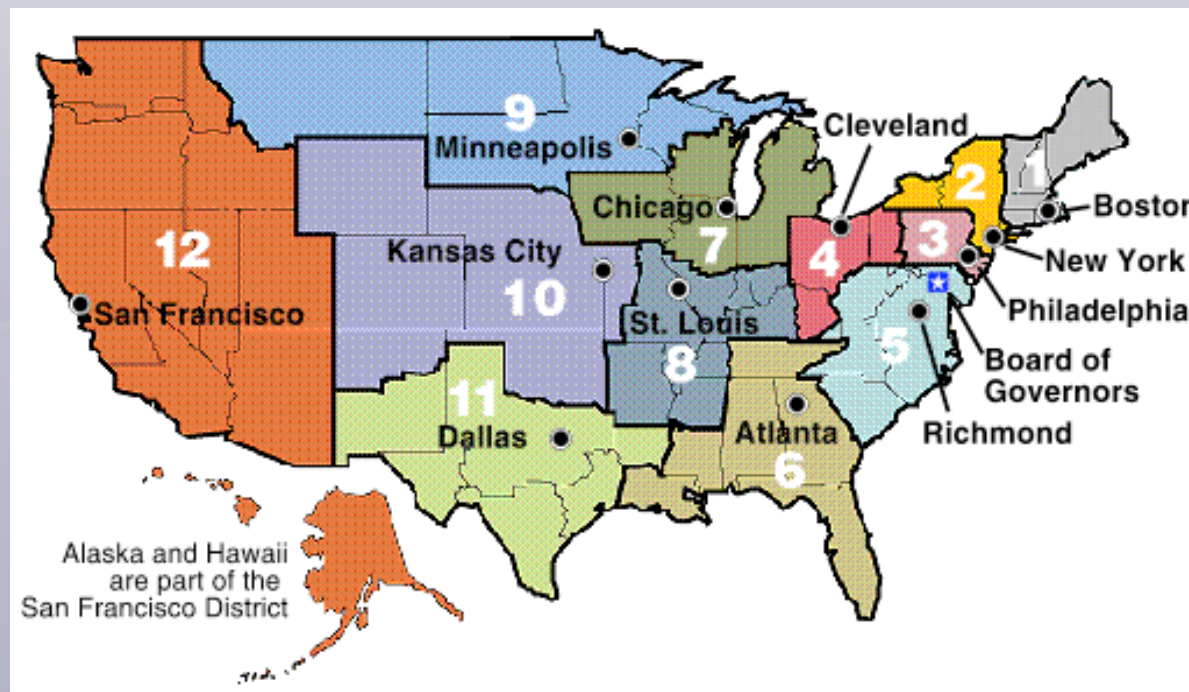 Cleveland
9
Minneapolis
2
1
Chicago
Boston
12
Kansas City
7
4
3
New York
10
San Francisco
St. Louis
Philadelphia
8
5
Board of
Governors
11
Dallas
Atlanta
Richmond
6
Alaska and Hawaii
are part of the
San Francisco District